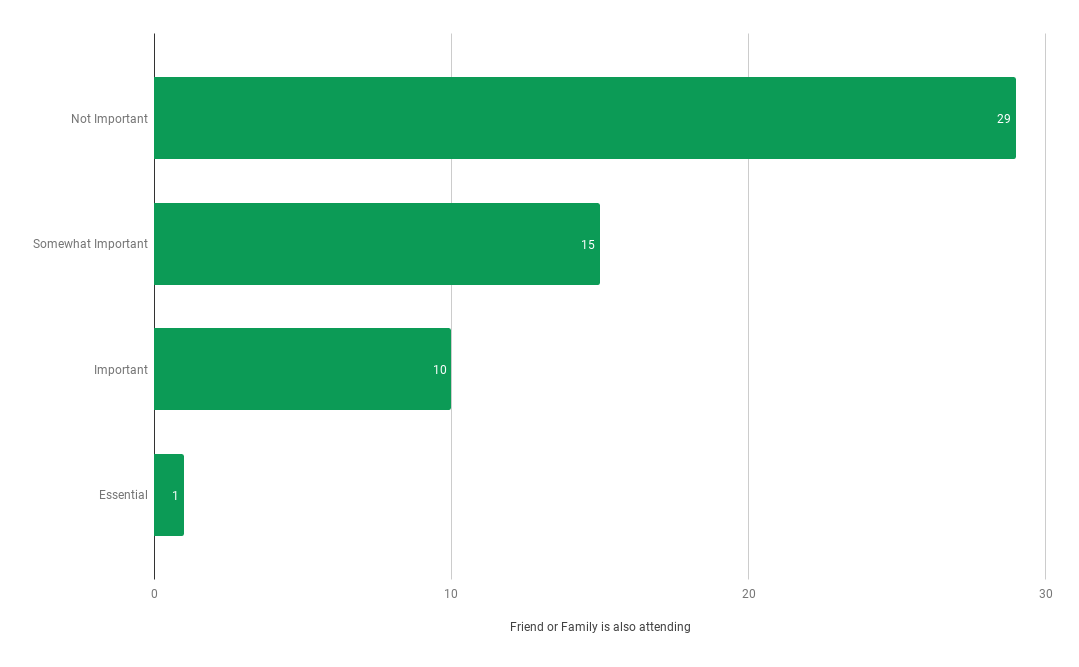 Not Important
29
Somewhat Important
15
Important
10
Essential
1
0 10 20 30
Friend or Family is also attending